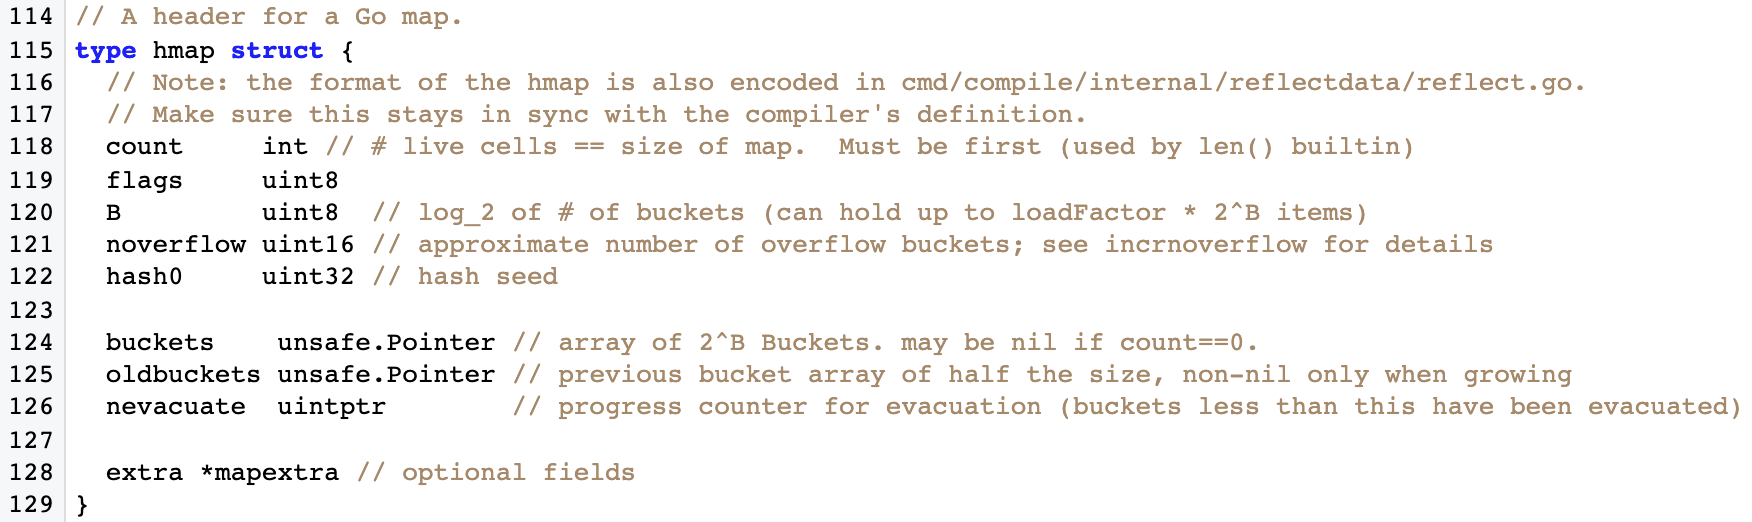 114 // A header for a Go map.
115 type hmap struct {
116   // Note: the format of the hmap is also encoded in cmd/compile/internal/reflectdata/reflect.go.
117   // Make sure this stays in sync with the compiler's definition.
118   count     int // # live cells == size of map.  Must be first (used by len() builtin)
119   flags     uint8
120   B         uint8  // log_2 of # of buckets (can hold up to loadFactor * 2^B items)
121   noverflow uint16 // approximate number of overflow buckets; see incrnoverflow for details
122   hash0     uint32 // hash seed
123
124   buckets    unsafe.Pointer // array of 2^B Buckets. may be nil if count==0.
125   oldbuckets unsafe.Pointer // previous bucket array of half the size, non-nil only when growing
126   nevacuate  uintptr        // progress counter for evacuation (buckets less than this have been evacuated)
127
128   extra *mapextra // optional fields
129 }